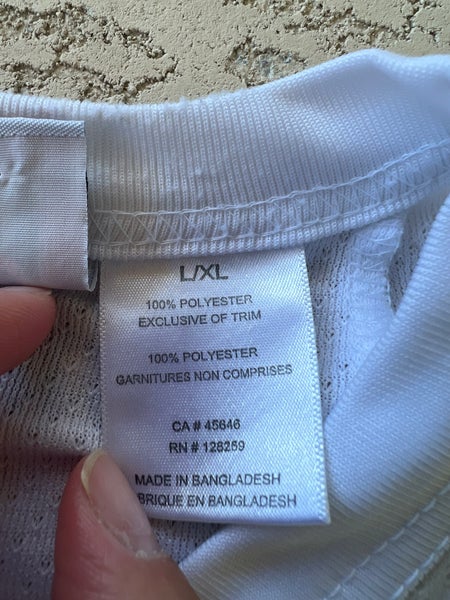 L/XL
100% POLYESTER
EXCLUSIVE OF TRIM
100% POLYESTER
GARNITURES NON COMPRISES
CA # 45646
RN # 128259
MADE IN BANGLADESH
BRIQUE EN BANGLADESH